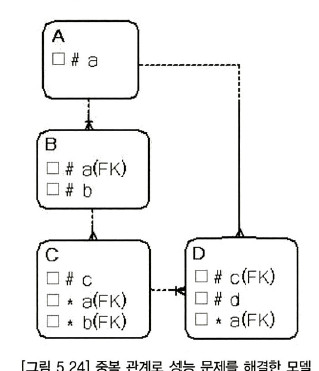 A
□ # a
B
□ # a(FK)
□ # b
C
□ # c
□ * a(FK)
□ * b(FK)
D
□ # c(FK)
□ # d
□ * a(FK)
[그림 5.24] 중복 관계로 성능 문제를 해결한 모델